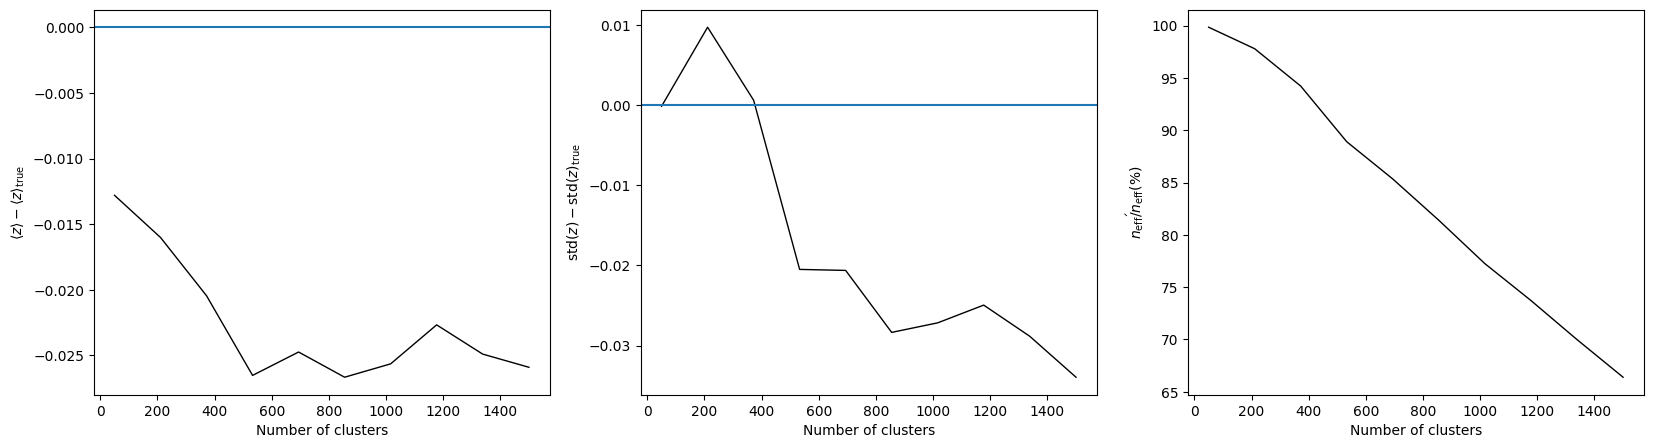 0.000
−0.005
−0.010
−0.015
−0.020
−0.025
⟨z⟩ − ⟨z⟩true
0 200 400 600 800 1000 1200 1400
Number of clusters
0.01
0.00
−0.01
−0.02
−0.03
std(z) − std(z)true
0 200 400 600 800 1000 1200 1400
Number of clusters
100
95
90
85
80
75
70
65
n′eff/neff(%)
0 200 400 600 800 1000 1200 1400
Number of clusters